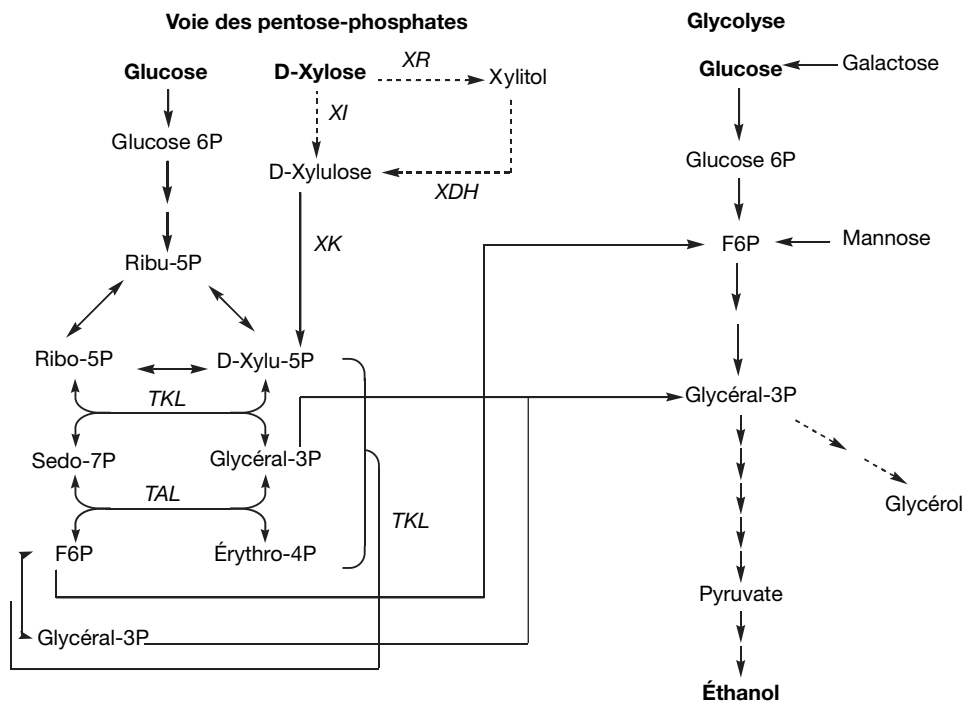 Voie des pentose-phosphates
Glycolyse
Glucose
D-Xylose
XR
Xylitol
Glucose
Galactose
XI
Glucose 6P
D-Xylulose
XDH
Glucose 6P
XK
Ribu-5P
F6P
Mannose
Ribo-5P
D-Xylu-5P
TKL
Glycéral-3P
Sedo-7P
Glycéral-3P
TAL
TKL
Glycérol
F6P
Érythro-4P
Pyruvate
Glycéral-3P
Éthanol